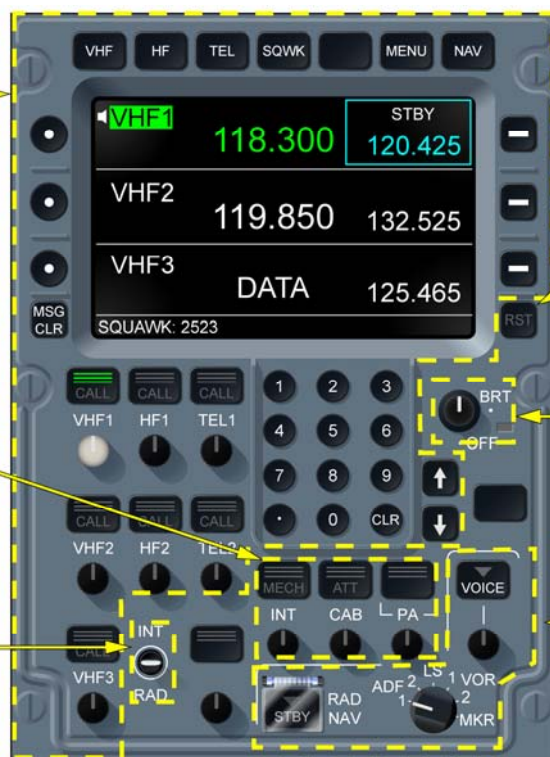 VHF HF TEL SQWK MENU NAV
VHF1 118.300 STBY
120.425
VHF2 119.850 132.525
VHF3 DATA 125.465
SQUAWK: 2523
MSG
CLR
RST
CALL CALL CALL
VHF1 HF1 TEL1
1 2 3
4 5 6
7 8 9
. 0 CLR
BRT
OFF
CALL CALL CALL
VHF2 HF2 TEL2
MECH ATT
INT CAB PA
VOICE
CALL
VHF3
INT
RAD
STBY
RAD
NAV
ADF 1 2 LS 1 VOR 2
MKR